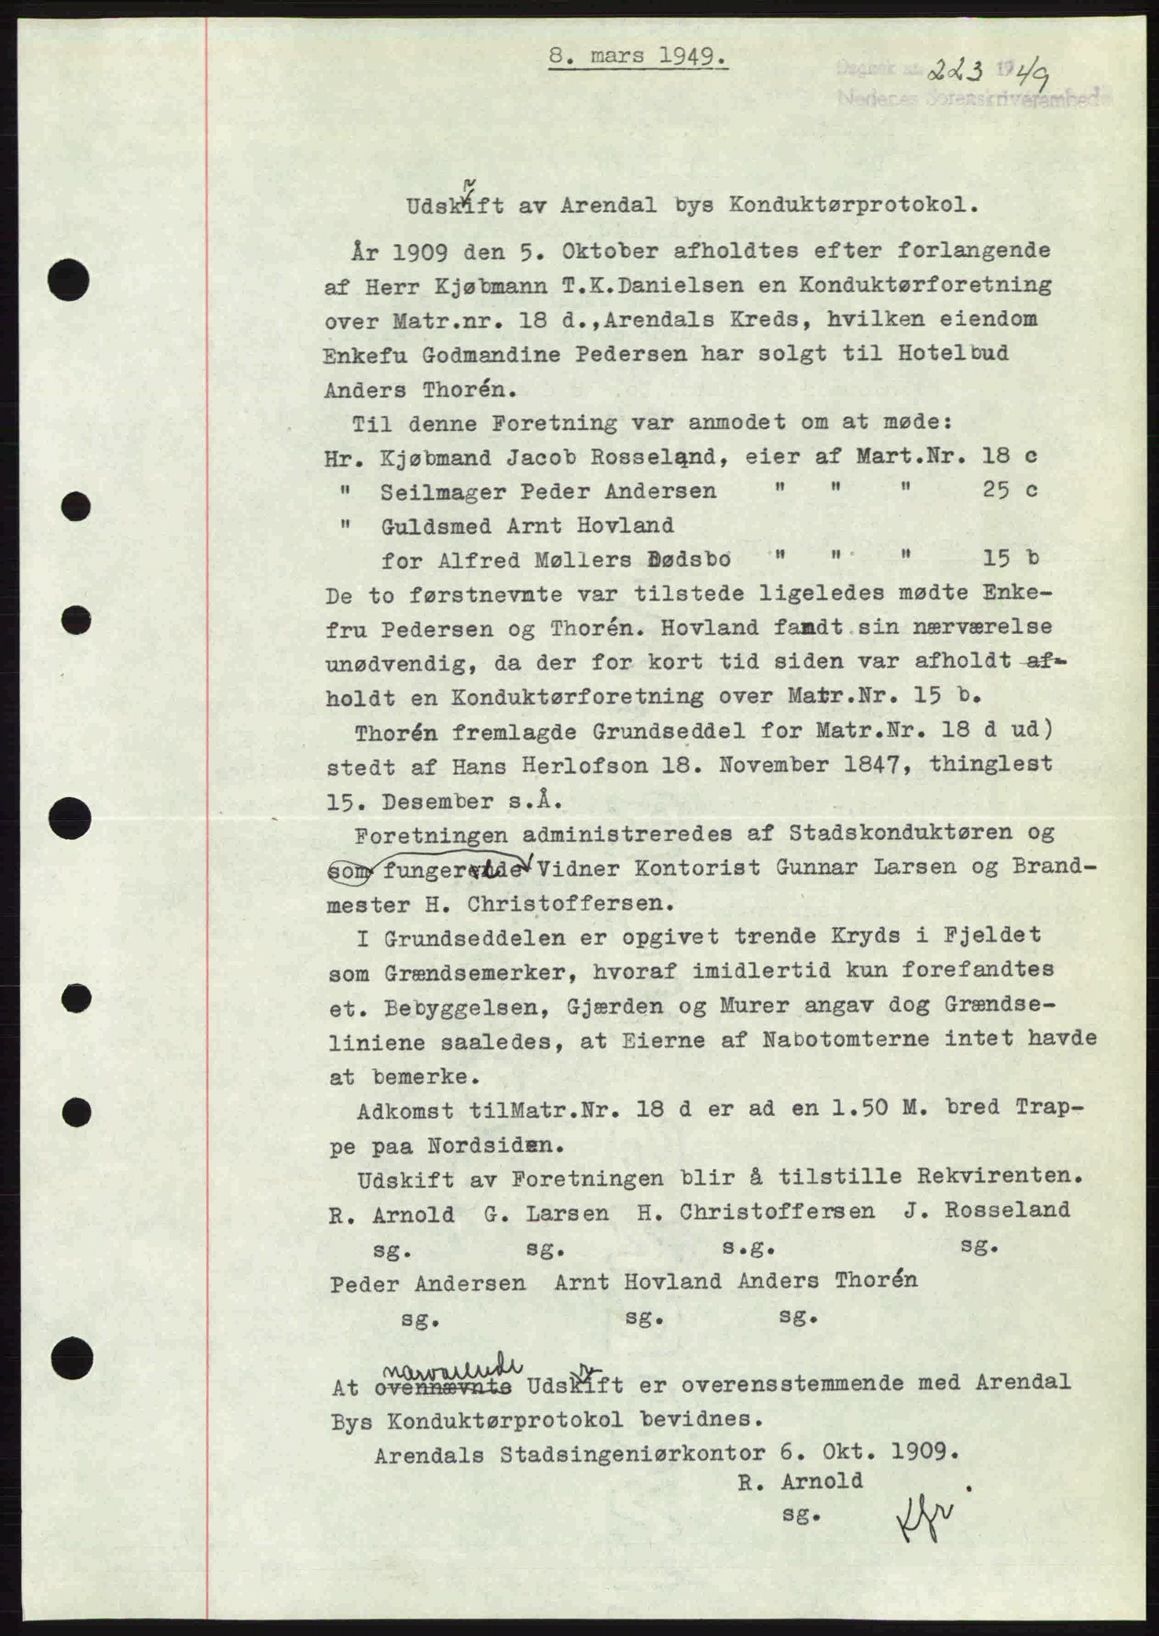 8. mars 1949.
Dagbok nr. 223 1949
Nedenes Sorenskriverembede
Udskrift av Arendal bys Konduktørprotokol.
År 1909 den 5. Oktober afholdtes efter forlangende
af Herr Kjøbmann T.K.Danielsen en Konduktørforetning
over Matr.nr. 18 d.,Arendals Kreds, hvilken eiendom
Enkefu Godmandine Pedersen har solgt til Hotelbud
Anders Thorén.
Til denne Foretning var anmodet om at møde:
Hr. Kjøbmand Jacob Rosseland, eier af Mart.Nr. 18 c
" Seilmager Peder Andersen " " " 25 c
" Guldsmed Arnt Hovland
for Alfred Møllers Dødsbo " " " 15 b
De to førstnevnte var tilstede ligeledes mødte Enke-
fru Pedersen og Thorén. Hovland fandt sin nærværelse
unødvendig, da der for kort tid siden var afholdt af-
holdt en Konduktørforetning over Matr.Nr. 15 b.
Thorén fremlagde Grundseddel for Matr.Nr. 18 d ud)
stedt af Hans Herlofson 18. November 1847, thinglest
15. Desember s.Å.
Foretningen administreredes af Stadskonduktøren og
som fungerende Vidner Kontorist Gunnar Larsen og Brand-
mester H. Christoffersen.
I Grundseddelen er opgivet trende Kryds i Fjeldet
som Grændsemerker, hvoraf imidlertid kun forefandtes
et. Bebyggelsen, Gjærden og Murer angav dog Grændse-
liniene saaledes, at Eierne af Nabotomterne intet havde
at bemerke.
Adkomst tilMatr.Nr. 18 d er ad en 1.50 M. bred Trap-
pe paa Nordsiden.
Udskift av Foretningen blir å tilstille Rekvirenten.
R. Arnold G. Larsen H. Christoffersen J. Rosseland
sg. sg. s.g. sg.
Peder Andersen Arnt Hovland Anders Thorén
sg. sg. sg.
nærværende
At ovennævnte Udskrift er overensstemmende med Arendal
Bys Konduktørprotokol bevidnes.
Arendals Stadsingeniørkontor 6. Okt. 1909.
R. Arnold
sg. Kfr